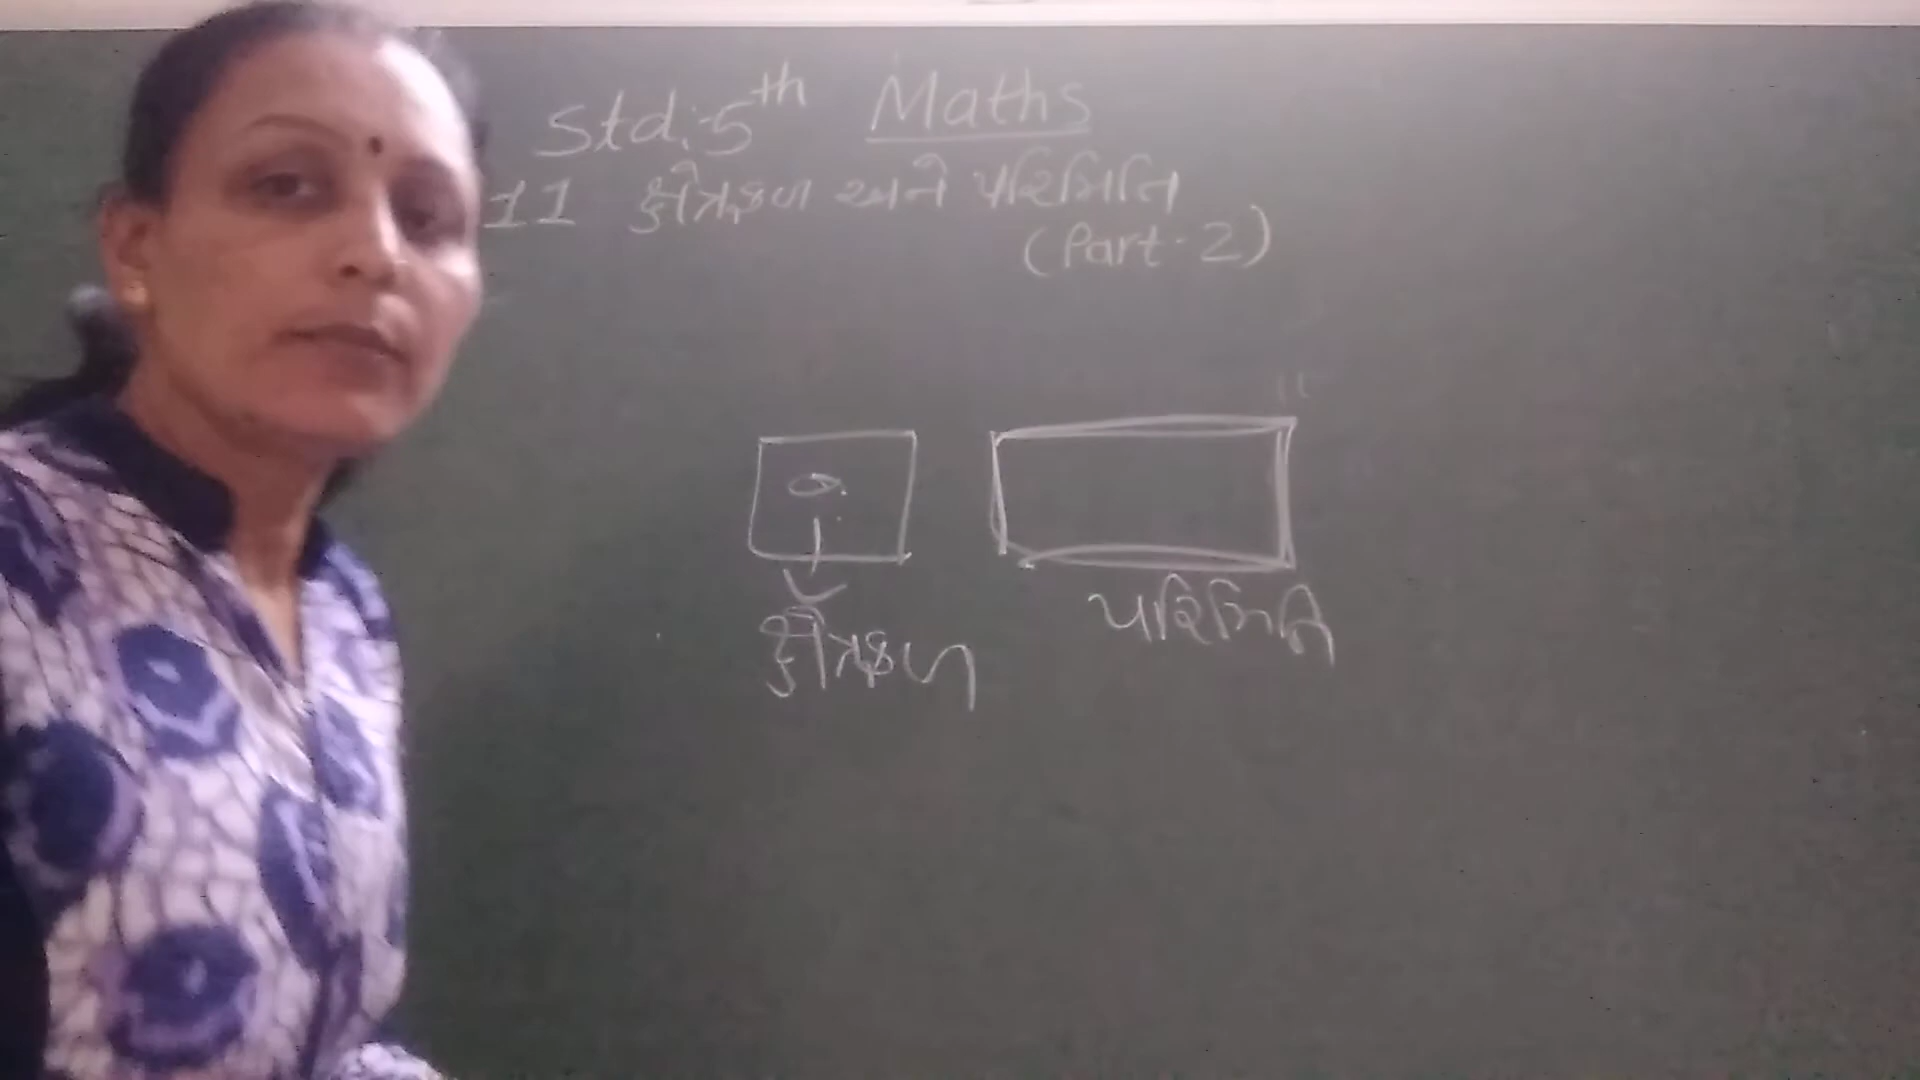 Std:-5th Maths
11 ક્ષેત્રફળ અને પરિમિતિ
(Part-2)
ક્ષેત્રફળ
પરિમિતિ